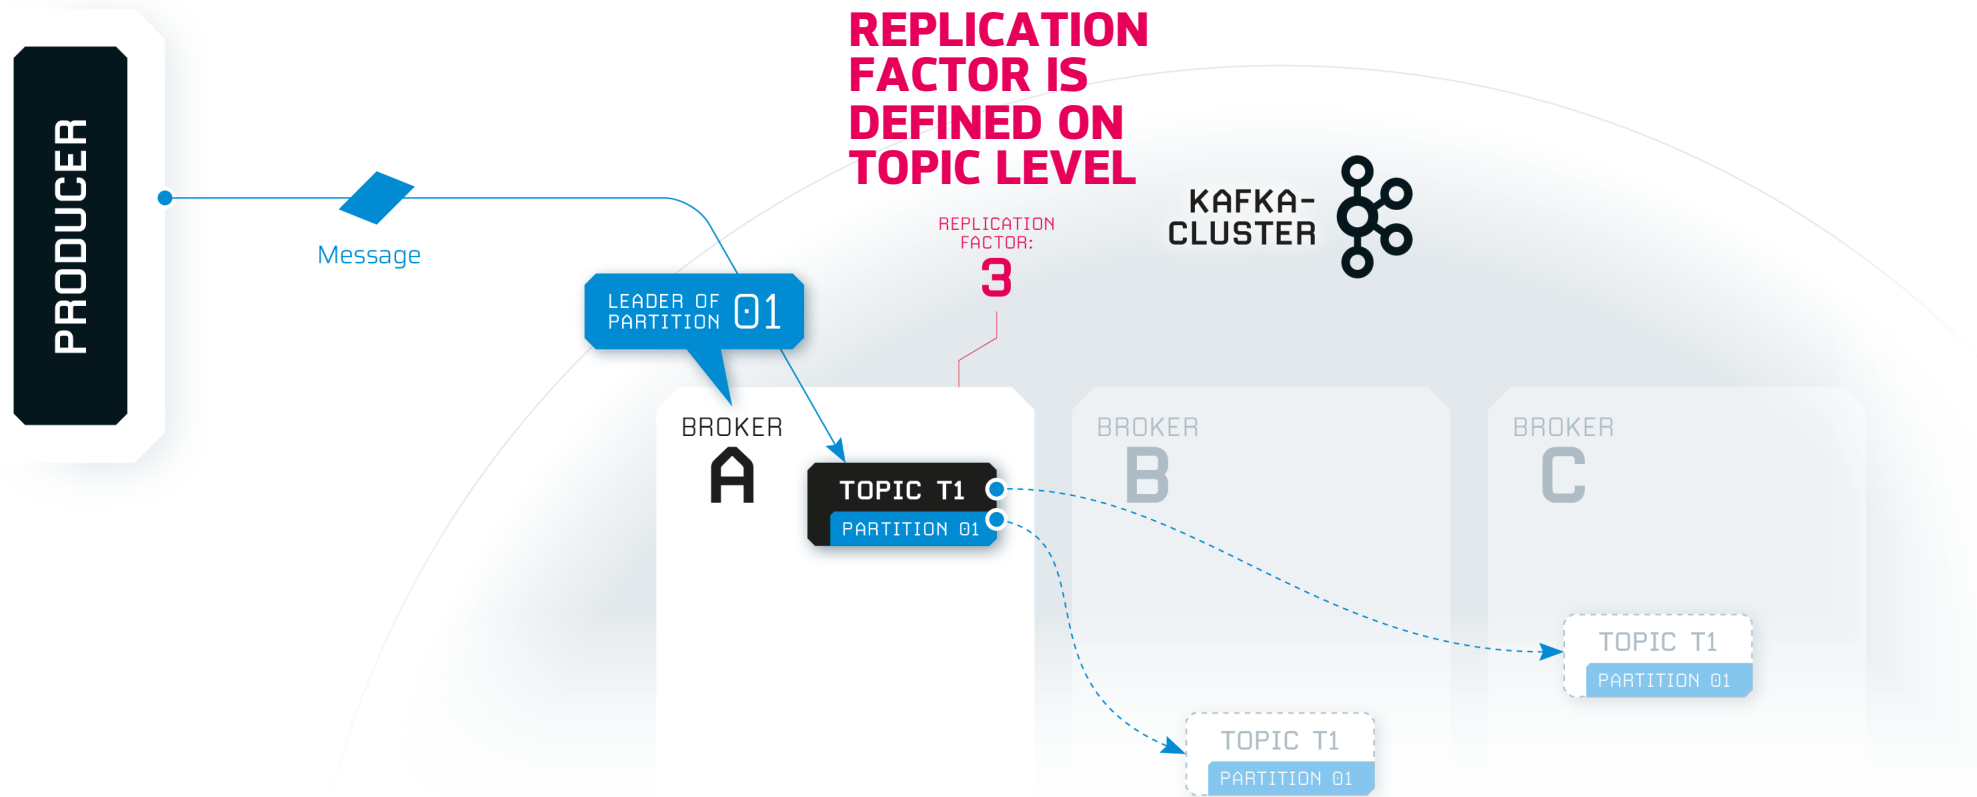 PRODUCER
Message
REPLICATION
FACTOR IS
DEFINED ON
TOPIC LEVEL
REPLICATION
FACTOR:
3
KAFKA-
CLUSTER
LEADER OF
PARTITION
01
BROKER
A
TOPIC T1
PARTITION 01
BROKER
B
TOPIC T1
PARTITION 01
BROKER
C
TOPIC T1
PARTITION 01